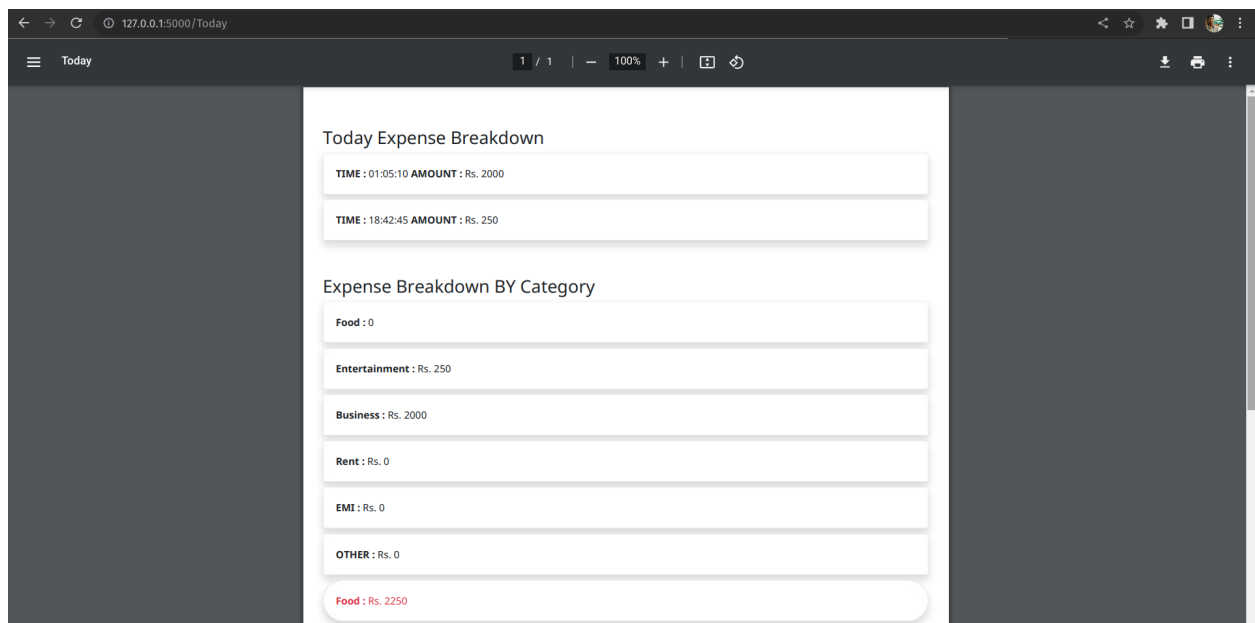 127.0.0.1:5000/Today
Today
1 / 1
100%
Today Expense Breakdown
TIME : 01:05:10 AMOUNT : Rs. 2000
TIME : 18:42:45 AMOUNT : Rs. 250
Expense Breakdown BY Category
Food : 0
Entertainment : Rs. 250
Business : Rs. 2000
Rent : Rs. 0
EMI : Rs. 0
OTHER : Rs. 0
Food : Rs. 2250